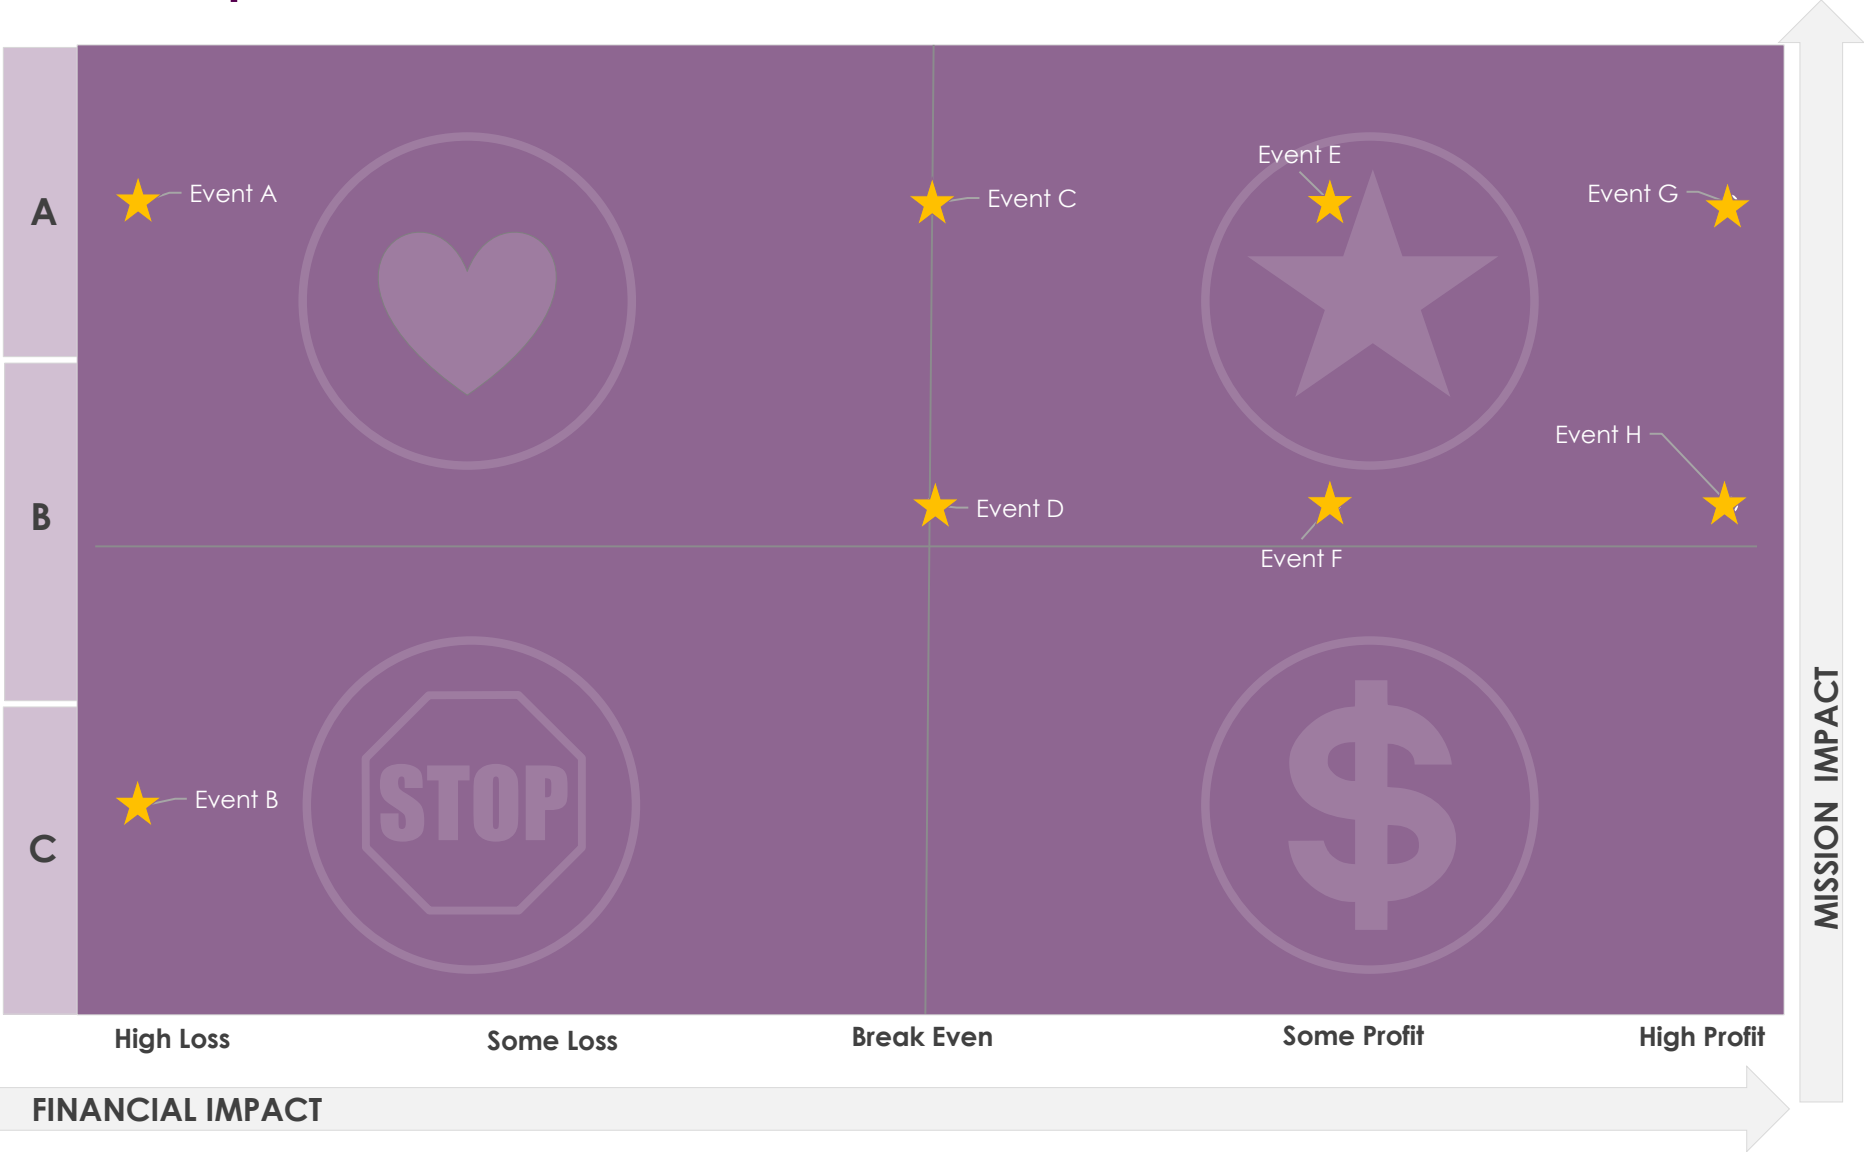 Event E
Event A
Event C
Event G
A
Event H
B
Event D
Event F
STOP
Event B
C
MISSION IMPACT
High Loss
Some Loss
Break Even
Some Profit
High Profit
FINANCIAL IMPACT